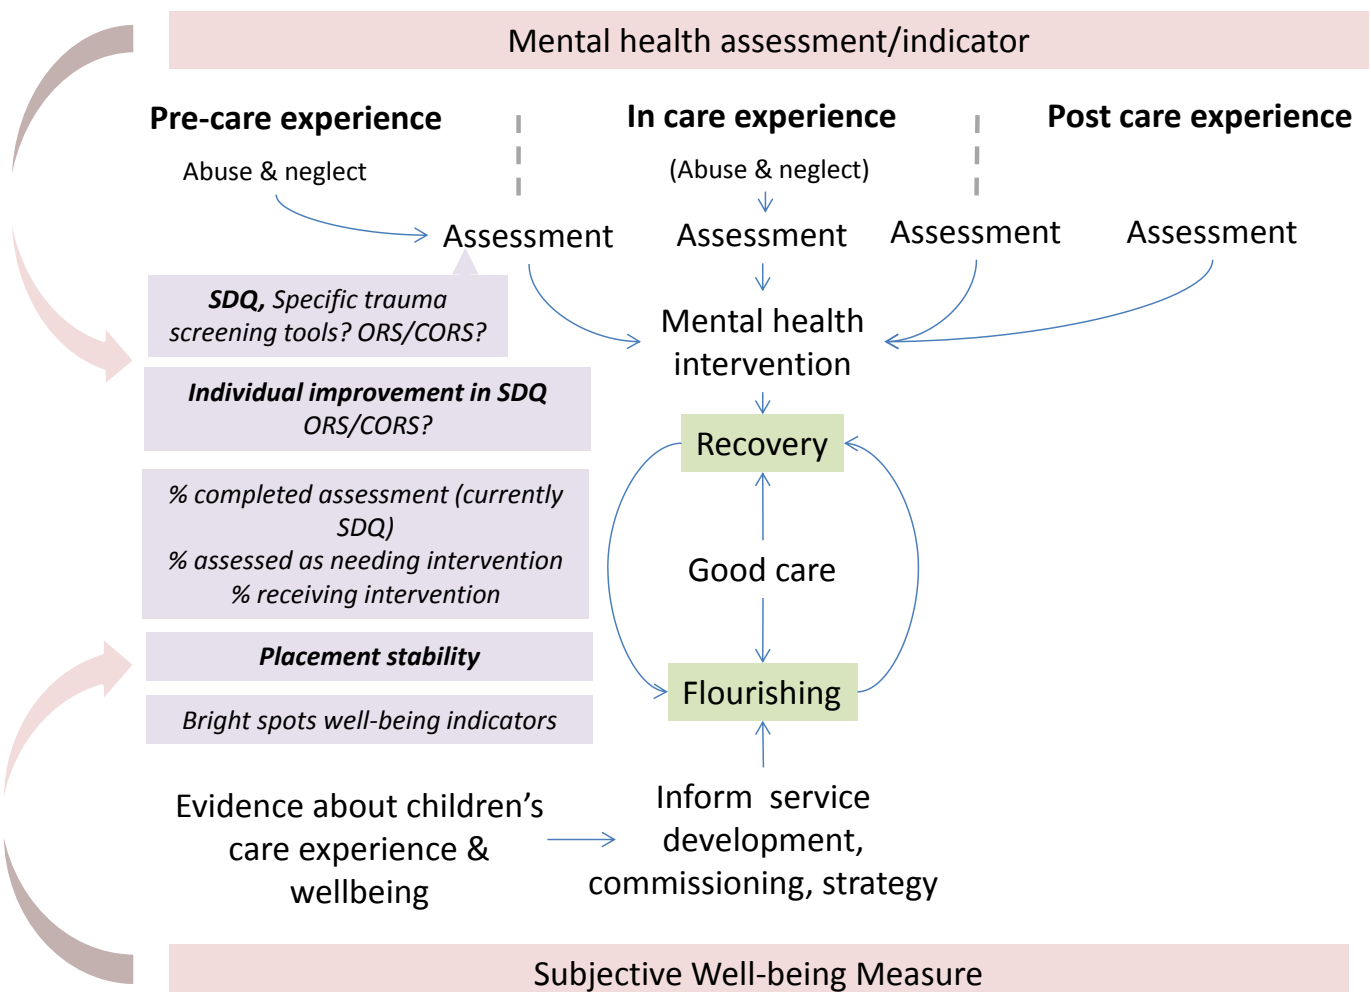 Mental health assessment/indicator
Pre-care experience
In care experience
Post care experience
Abuse & neglect
(Abuse & neglect)
Assessment
Assessment
Assessment
Assessment
SDQ, Specific trauma
screening tools? ORS/CORS?
Mental health
intervention
Individual improvement in SDQ
ORS/CORS?
Recovery
% completed assessment (currently
SDQ)
% assessed as needing intervention
% receiving intervention
Good care
Placement stability
Flourishing
Bright spots well-being indicators
Evidence about children’s
care experience &
wellbeing
Inform service
development,
commissioning, strategy
Subjective Well-being Measure